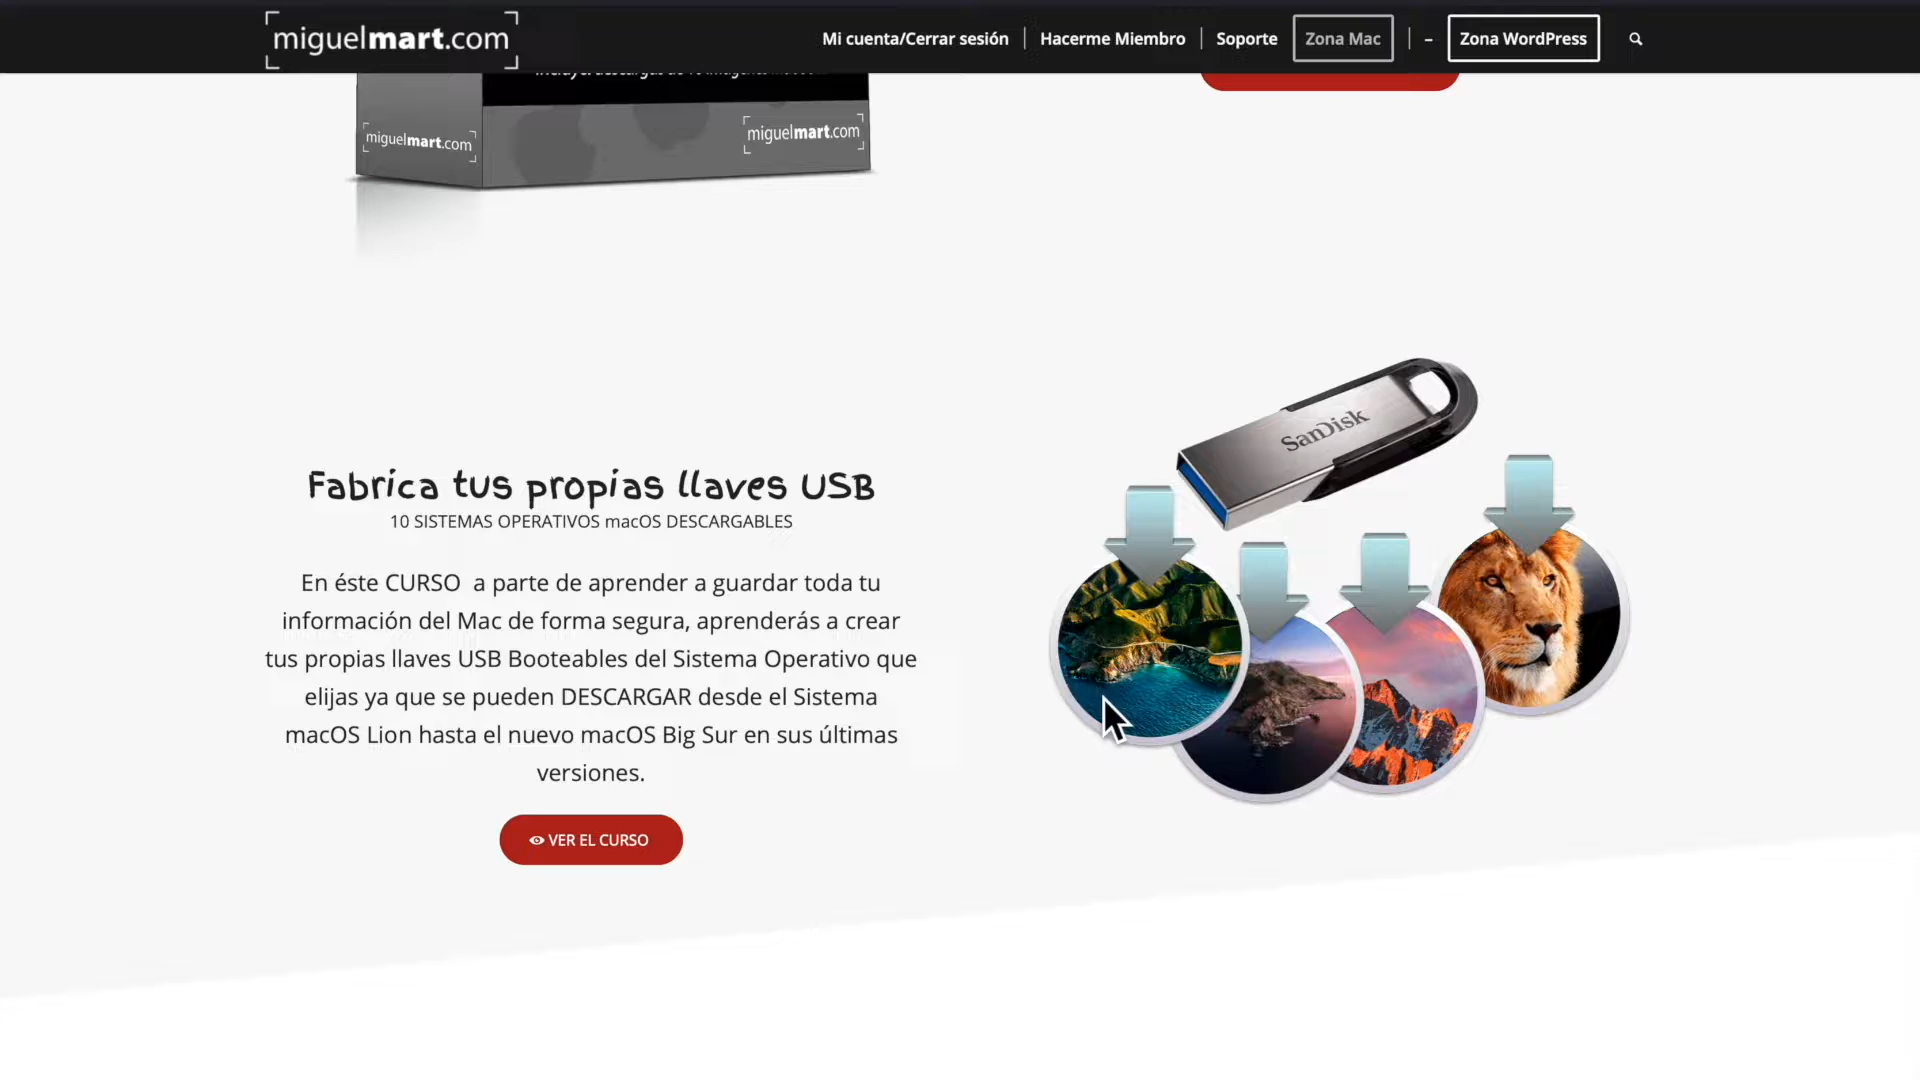 miguelmart.com
Mi cuenta/Cerrar sesión
Hacerme Miembro
Soporte
Zona Mac
–
Zona WordPress
miguelmart.com
miguelmart.com
SanDisk
Fabrica tus propias llaves USB
10 SISTEMAS OPERATIVOS macOS DESCARGABLES
En éste CURSO a parte de aprender a guardar toda tu
información del Mac de forma segura, aprenderás a crear
tus propias llaves USB Booteables del Sistema Operativo que
elijas ya que se pueden DESCARGAR desde el Sistema
macOS Lion hasta el nuevo macOS Big Sur en sus últimas
versiones.
VER EL CURSO